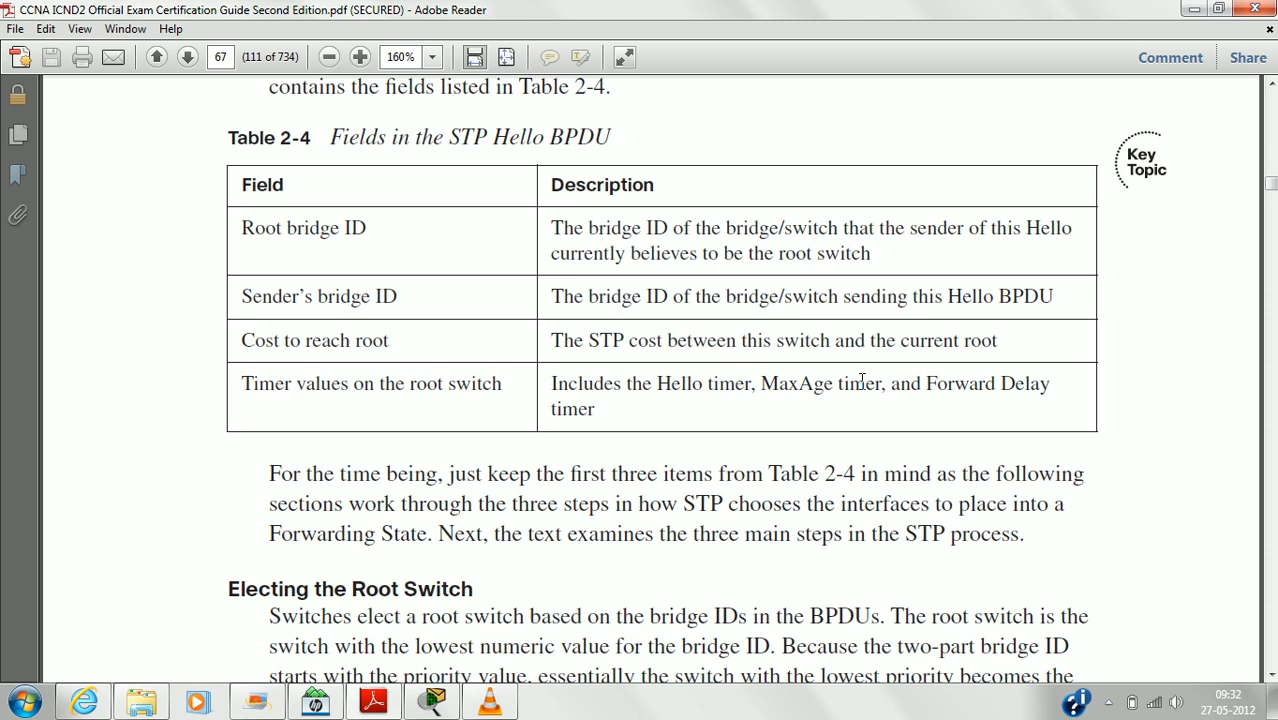 CCNA ICND2 Official Exam Certification Guide Second Edition.pdf (SECURED) - Adobe Reader
File Edit View Window Help
67 (111 of 734) 160% Comment Share
contains the fields listed in Table 2-4.
Table 2-4 Fields in the STP Hello BPDU
Key
Topic
Field Description
Root bridge ID The bridge ID of the bridge/switch that the sender of this Hello
currently believes to be the root switch
Sender’s bridge ID The bridge ID of the bridge/switch sending this Hello BPDU
Cost to reach root The STP cost between this switch and the current root
Timer values on the root switch Includes the Hello timer, MaxAge timer, and Forward Delay
timer
For the time being, just keep the first three items from Table 2-4 in mind as the following
sections work through the three steps in how STP chooses the interfaces to place into a
Forwarding State. Next, the text examines the three main steps in the STP process.
Electing the Root Switch
Switches elect a root switch based on the bridge IDs in the BPDUs. The root switch is the
switch with the lowest numeric value for the bridge ID. Because the two-part bridge ID
starts with the priority value, essentially the switch with the lowest priority becomes the
09:32
27-05-2012